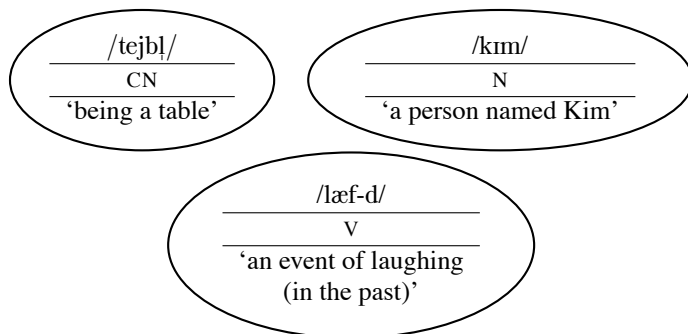 /tejbl̩/
CN
‘being a table’
/kɪm/
N
‘a person named Kim’
/læf-d/
V
‘an event of laughing
(in the past)’